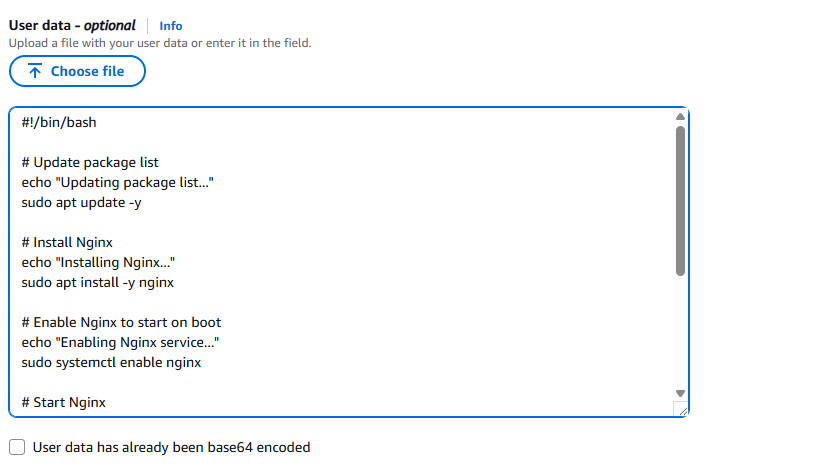 User data - optional Info
Upload a file with your user data or enter it in the field.
Choose file
#!/bin/bash
# Update package list
echo "Updating package list..."
sudo apt update -y
# Install Nginx
echo "Installing Nginx..."
sudo apt install -y nginx
# Enable Nginx to start on boot
echo "Enabling Nginx service..."
sudo systemctl enable nginx
# Start Nginx
User data has already been base64 encoded